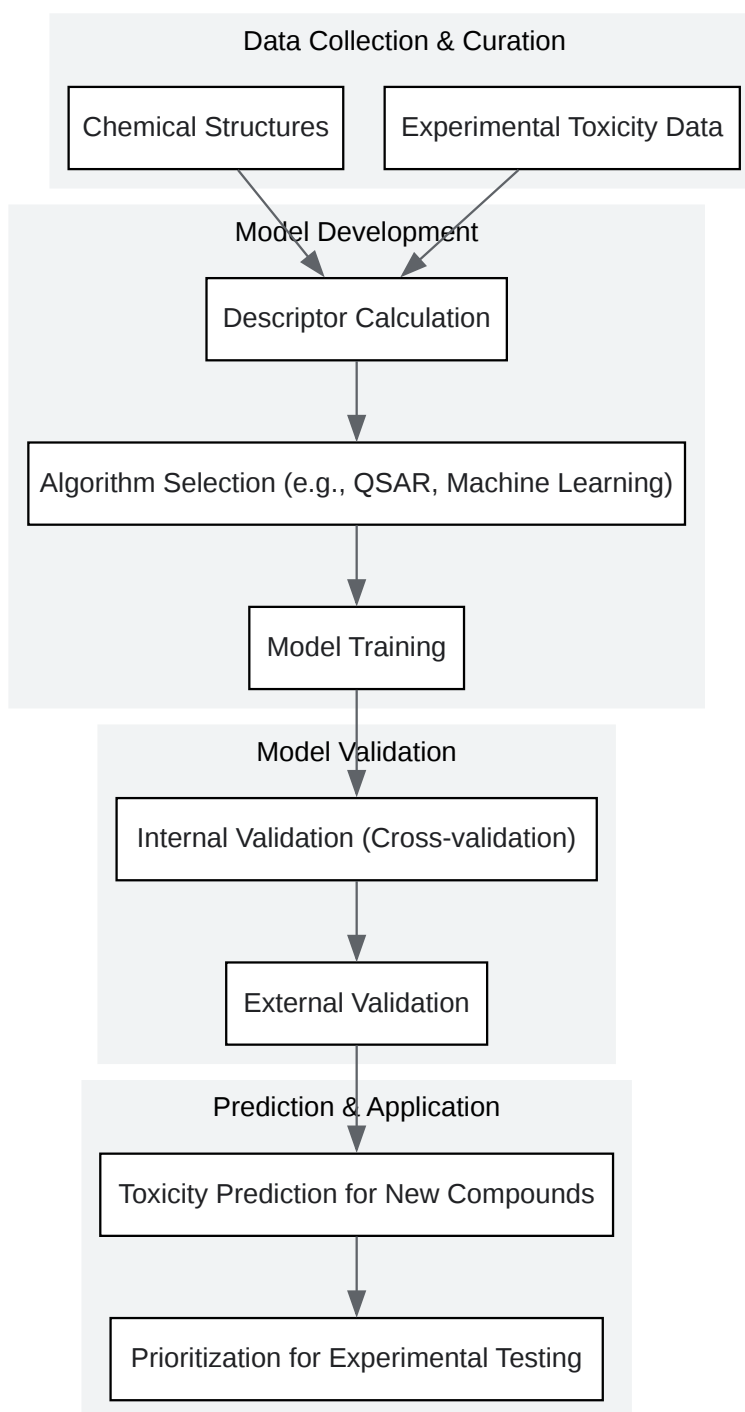 Data Collection & Curation
Chemical Structures
Experimental Toxicity Data
Model Development
Descriptor Calculation
Algorithm Selection (e.g., QSAR, Machine Learning)
Model Training
Model Validation
Internal Validation (Cross-validation)
External Validation
Prediction & Application
Toxicity Prediction for New Compounds
Prioritization for Experimental Testing